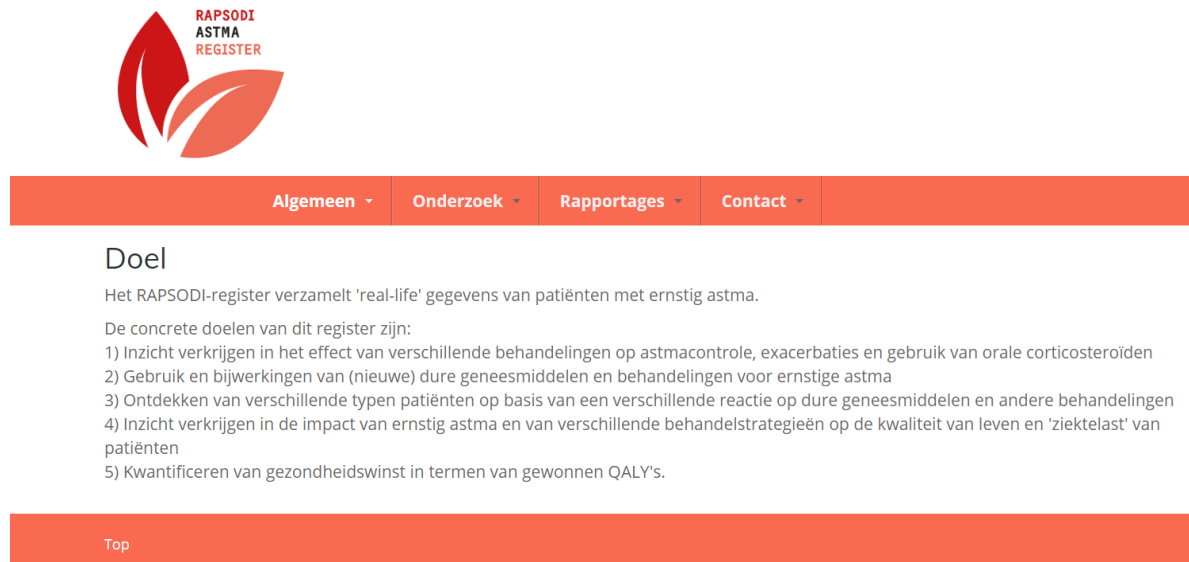 RAPSODI
ASTMA
REGISTER
Algemeen
Onderzoek
Rapportages
Contact
Doel
Het RAPSODI-register verzamelt 'real-life' gegevens van patiënten met ernstig astma.
De concrete doelen van dit register zijn:
1) Inzicht verkrijgen in het effect van verschillende behandelingen op astmacontrole, exacerbaties en gebruik van orale corticosteroïden
2) Gebruik en bijwerkingen van (nieuwe) dure geneesmiddelen en behandelingen voor ernstige astma
3) Ontdekken van verschillende typen patiënten op basis van een verschillende reactie op dure geneesmiddelen en andere behandelingen
4) Inzicht verkrijgen in de impact van ernstig astma en van verschillende behandelstrategieën op de kwaliteit van leven en 'ziektelast' van
patiënten
5) Kwantificeren van gezondheidswinst in termen van gewonnen QALY's.
Top